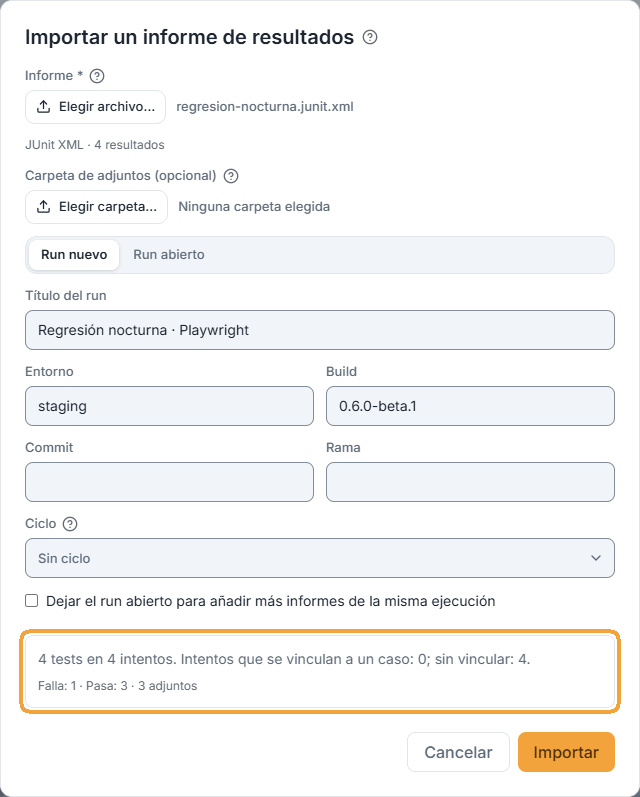 Importar un informe de resultados
Informe *
Elegir archivo... regresion-nocturna.junit.xml
JUnit XML · 4 resultados
Carpeta de adjuntos (opcional)
Elegir carpeta... Ninguna carpeta elegida
Run nuevo Run abierto
Título del run
Regresión nocturna · Playwright
Entorno Build
staging 0.6.0-beta.1
Commit Rama
Ciclo
Sin ciclo
Dejar el run abierto para añadir más informes de la misma ejecución
4 tests en 4 intentos. Intentos que se vinculan a un caso: 0; sin vincular: 4.
Falla: 1 · Pasa: 3 · 3 adjuntos
Cancelar Importar